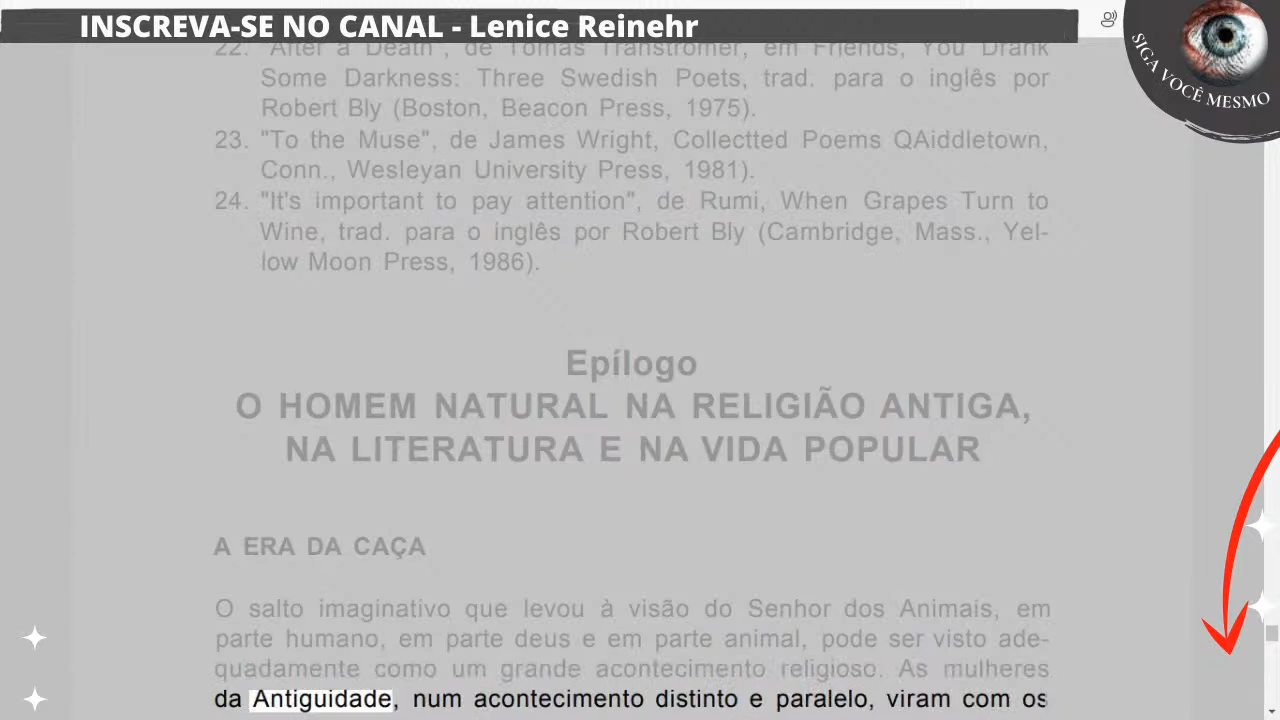 INSCREVA-SE NO CANAL - Lenice Reinehr
SIGA VOCÊ MESMO
22. "After a Death", de Tomas Transtromer, em Friends, You Drank
Some Darkness: Three Swedish Poets, trad. para o inglês por
Robert Bly (Boston, Beacon Press, 1975).
23. "To the Muse", de James Wright, Collectted Poems QAiddletown,
Conn., Wesleyan University Press, 1981).
24. "It's important to pay attention", de Rumi, When Grapes Turn to
Wine, trad. para o inglês por Robert Bly (Cambridge, Mass., Yel-
low Moon Press, 1986).
Epílogo
O HOMEM NATURAL NA RELIGIÃO ANTIGA,
NA LITERATURA E NA VIDA POPULAR
A ERA DA CAÇA
O salto imaginativo que levou à visão do Senhor dos Animais, em
parte humano, em parte deus e em parte animal, pode ser visto ade-
quadamente como um grande acontecimento religioso. As mulheres
da Antiguidade, num acontecimento distinto e paralelo, viram com os